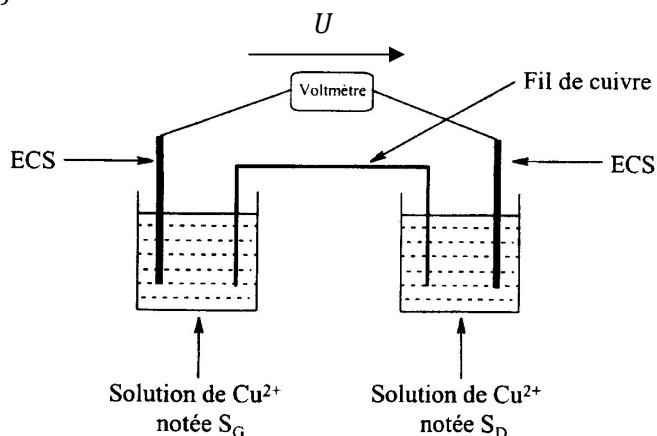 U
Voltmètre
Fil de cuivre
ECS
ECS
Solution de Cu²⁺
notée S_G
Solution de Cu²⁺
notée S_D